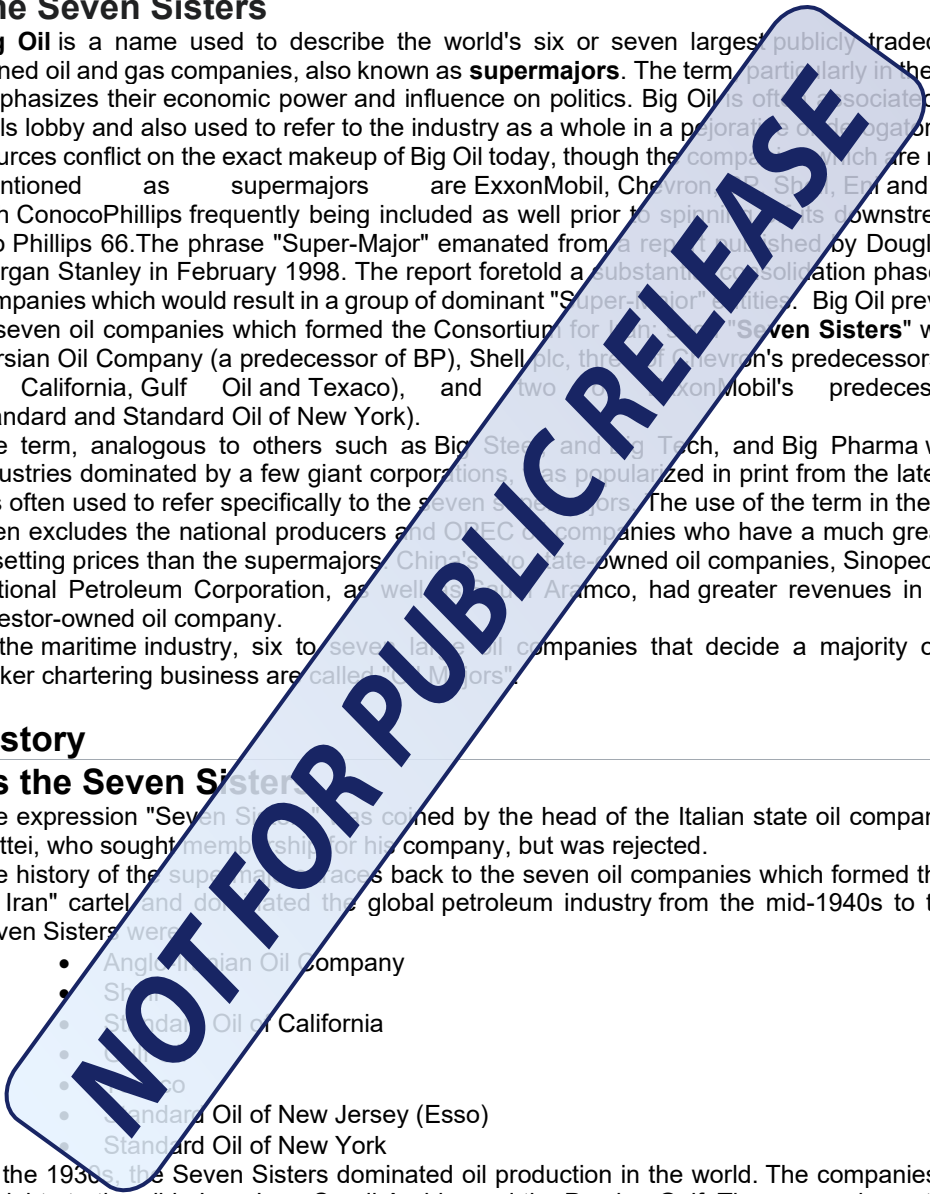 he Seven Sisters
g Oil is a name used to describe the world's six or seven largest publicly traded
ned oil and gas companies, also known as supermajors. The term, particularly in the
phasizes their economic power and influence on politics. Big Oil is often associated
ls lobby and also used to refer to the industry as a whole in a pejorative or derogator
urces conflict on the exact makeup of Big Oil today, though the companies which are
ntioned as supermajors are ExxonMobil, Chevron, BP, Shell, Eni and
n ConocoPhillips frequently being included as well prior to spinning off its downstre
o Phillips 66.The phrase "Super-Major" emanated from a report published by Dougl
rgan Stanley in February 1998. The report foretold a substantial consolidation phase
mpanies which would result in a group of dominant "Super-Major" entities. Big Oil prev
seven oil companies which formed the Consortium for Iran; "Seven Sisters" w
rsian Oil Company (a predecessor of BP), Shell plc, three of Chevron's predecessor
California, Gulf Oil and Texaco), and two of ExxonMobil's predeces
andard and Standard Oil of New York).
e term, analogous to others such as Big Steel and Big Tech, and Big Pharma w
ustries dominated by a few giant corporations, was popularized in print from the late
s often used to refer specifically to the seven supermajors. The use of the term in the
en excludes the national producers and OPEC oil companies who have a much grea
setting prices than the supermajors. China's two state-owned oil companies, Sinopec
tional Petroleum Corporation, as well as Saudi Aramco, had greater revenues in
estor-owned oil company.
the maritime industry, six to seven large oil companies that decide a majority o
ker chartering business are called "Oil Majors".
story
s the Seven Sisters
e expression "Seven Sisters" was coined by the head of the Italian state oil compan
ttei, who sought membership for his company, but was rejected.
e history of the supermajors traces back to the seven oil companies which formed th
Iran" cartel and dominated the global petroleum industry from the mid-1940s to t
ven Sisters were
• Anglo-Iranian Oil Company
• Shell
• Standard Oil of California
• Gulf
• Texaco
• Standard Oil of New Jersey (Esso)
• Standard Oil of New York
the 1930s, the Seven Sisters dominated oil production in the world. The companies
NOT FOR PUBLIC RELEASE